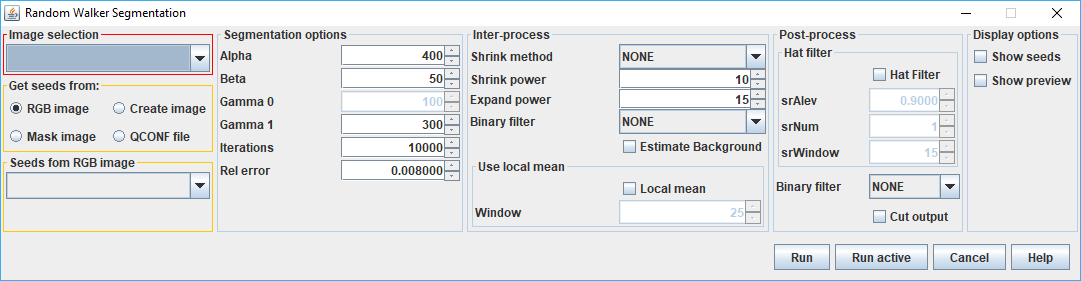 Random Walker Segmentation
Image selection
Get seeds from:
RGB image
Create image
Mask image
QCONF file
Seeds fom RGB image
Segmentation options
Alpha 400
Beta 50
Gamma 0 100
Gamma 1 300
Iterations 10000
Rel error 0.008000
Inter-process
Shrink method NONE
Shrink power 10
Expand power 15
Binary filter NONE
Estimate Background
Use local mean
Local mean
Window 25
Post-process
Hat filter
Hat Filter
srAlev 0.9000
srNum 1
srWindow 15
Binary filter NONE
Cut output
Display options
Show seeds
Show preview
Run
Run active
Cancel
Help